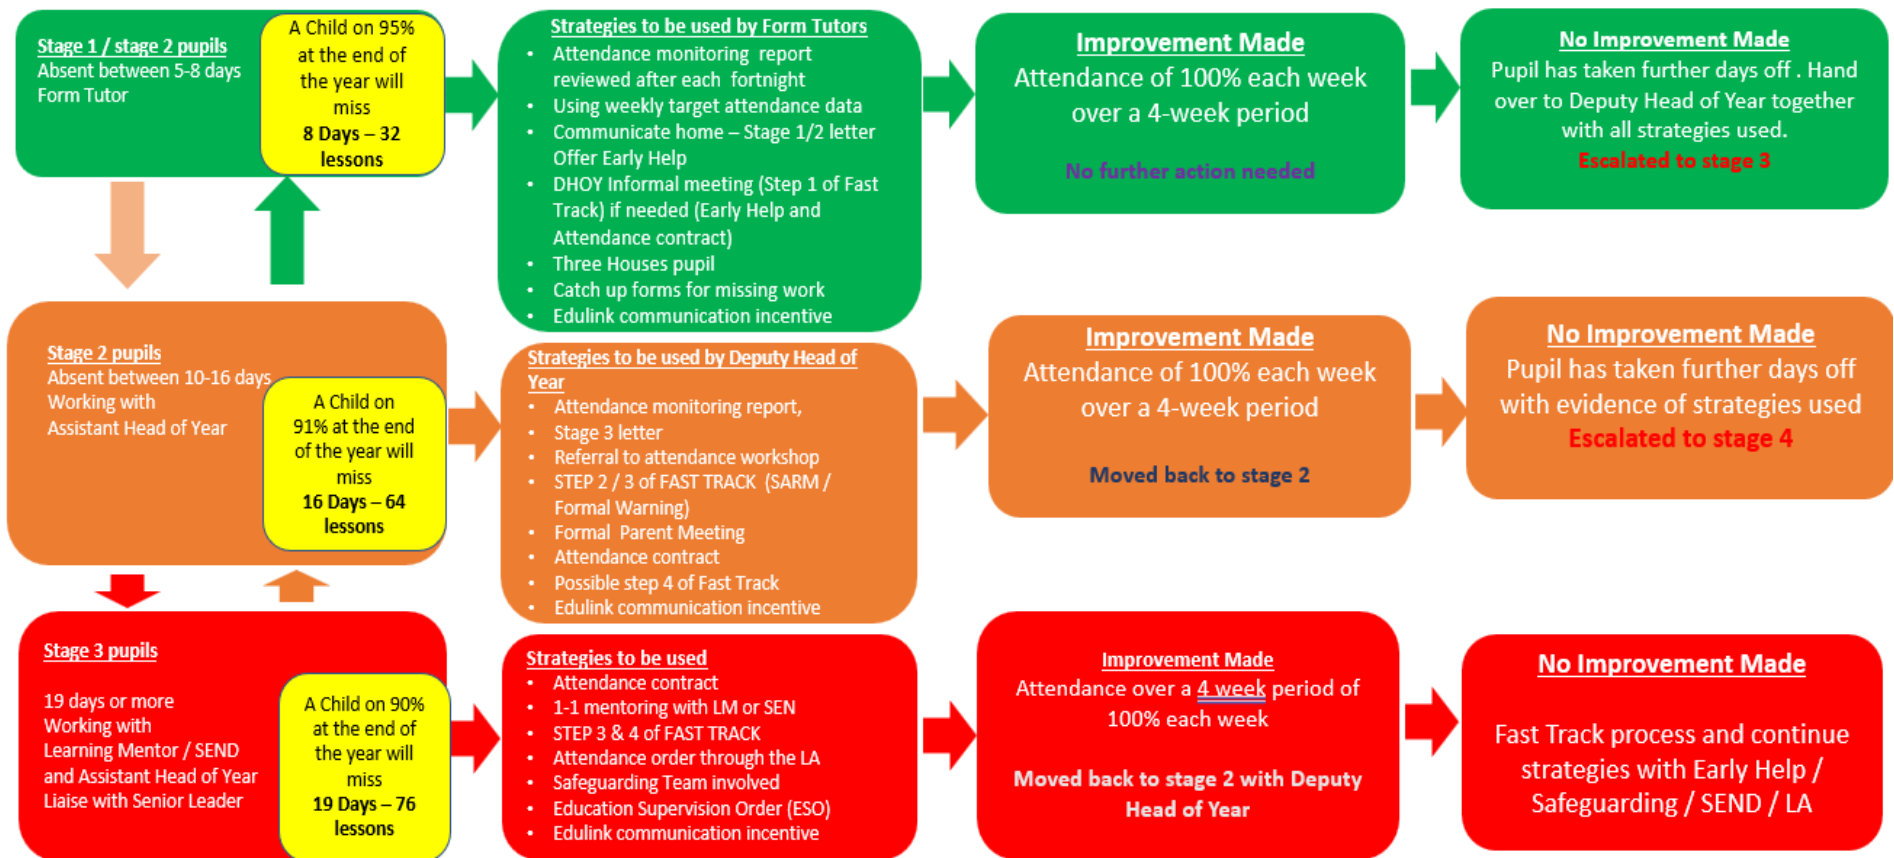 Stage 1 / stage 2 pupils
Absent between 5-8 days
Form Tutor
A Child on 95%
at the end of
the year will
miss
8 Days – 32
lessons
Strategies to be used by Form Tutors
• Attendance monitoring report
reviewed after each fortnight
• Using weekly target attendance data
• Communicate home – Stage 1/2 letter
Offer Early Help
• DHOY Informal meeting (Step 1 of Fast
Track) if needed (Early Help and
Attendance contract)
• Three Houses pupil
• Catch up forms for missing work
• Edulink communication incentive
Improvement Made
Attendance of 100% each week
over a 4-week period
No further action needed
No Improvement Made
Pupil has taken further days off . Hand
over to Deputy Head of Year together
with all strategies used.
Escalated to stage 3
Stage 2 pupils
Absent between 10-16 days
Working with
Assistant Head of Year
A Child on
91% at the end
of the year will
miss
16 Days – 64
lessons
Strategies to be used by Deputy Head of
Year
• Attendance monitoring report,
• Stage 3 letter
• Referral to attendance workshop
• STEP 2 / 3 of FAST TRACK (SARM /
Formal Warning)
• Formal Parent Meeting
• Attendance contract
• Possible step 4 of Fast Track
• Edulink communication incentive
Improvement Made
Attendance of 100% each week
over a 4-week period
Moved back to stage 2
No Improvement Made
Pupil has taken further days off
with evidence of strategies used
Escalated to stage 4
Stage 3 pupils
19 days or more
Working with
Learning Mentor / SEND
and Assistant Head of Year
Liaise with Senior Leader
A Child on 90%
at the end of
the year will
miss
19 Days – 76
lessons
Strategies to be used
• Attendance contract
• 1-1 mentoring with LM or SEN
• STEP 3 & 4 of FAST TRACK
• Attendance order through the LA
• Safeguarding Team involved
• Education Supervision Order (ESO)
• Edulink communication incentive
Improvement Made
Attendance over a 4 week period of
100% each week
Moved back to stage 2 with Deputy
Head of Year
No Improvement Made
Fast Track process and continue
strategies with Early Help /
Safeguarding / SEND / LA